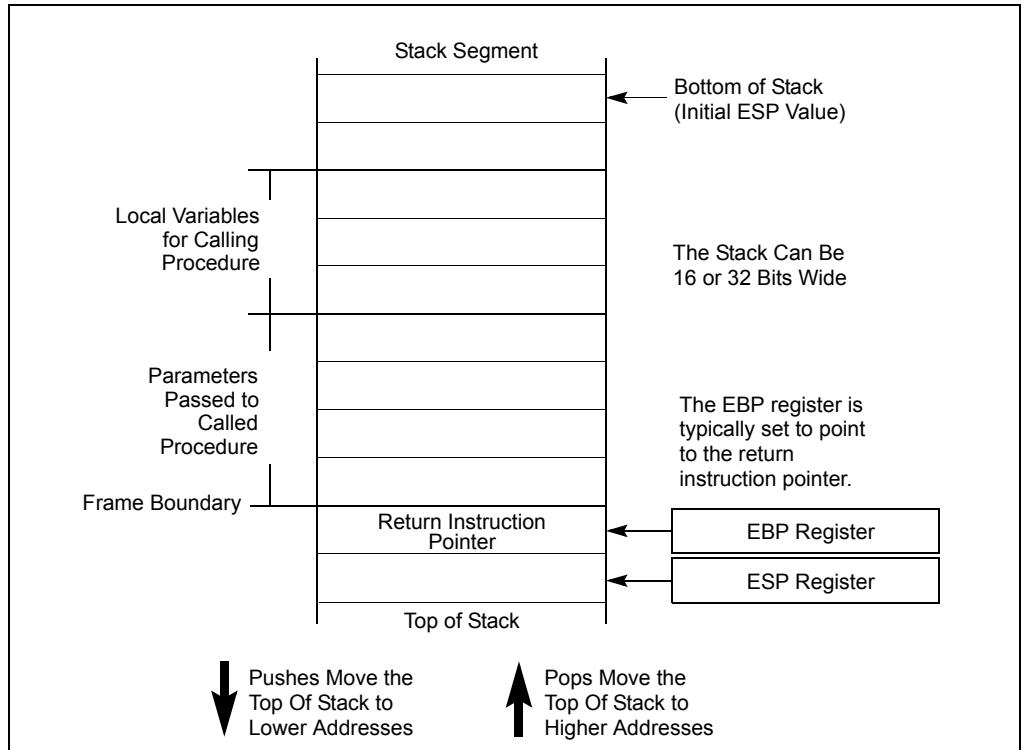 Stack Segment
Bottom of Stack
(Initial ESP Value)
Local Variables
for Calling
Procedure
The Stack Can Be
16 or 32 Bits Wide
Parameters
Passed to
Called
Procedure
The EBP register is
typically set to point
to the return
instruction pointer.
Frame Boundary
Return Instruction
Pointer
EBP Register
ESP Register
Top of Stack
Pushes Move the
Top Of Stack to
Lower Addresses
Pops Move the
Top Of Stack to
Higher Addresses